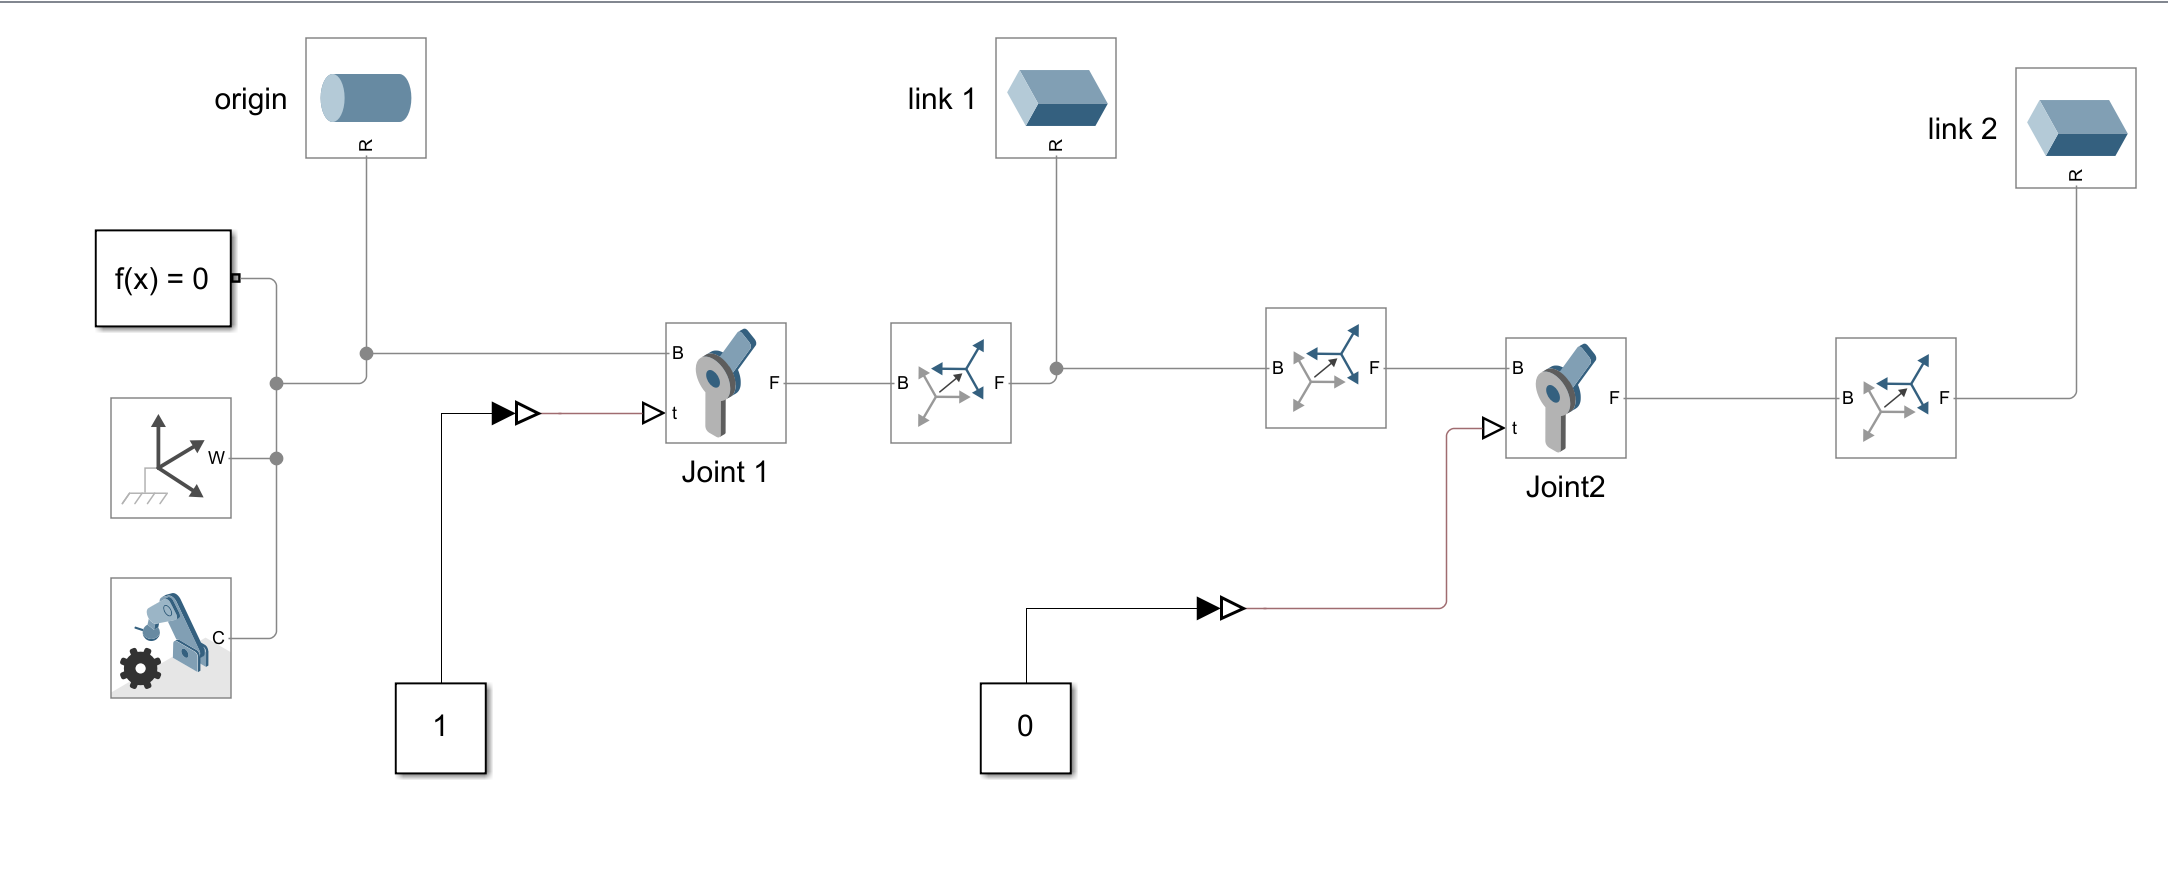 origin
R
link 1
R
link 2
R
f(x) = 0
W
C
B
F
t
Joint 1
B
F
B
F
B
F
t
Joint2
B
F
1
0